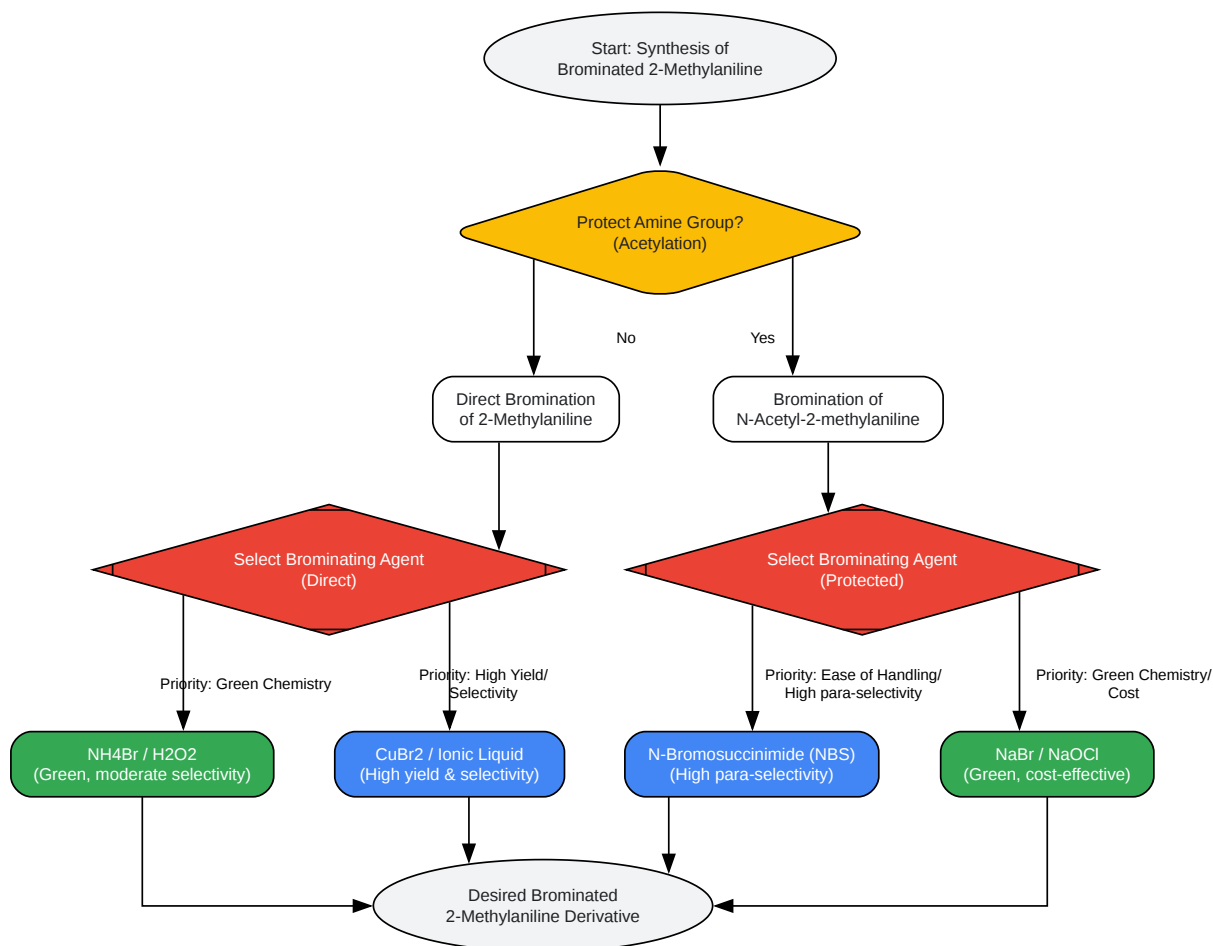 Start: Synthesis of
Brominated 2-Methylaniline
Protect Amine Group?
(Acetylation)
No
Yes
Direct Bromination
of 2-Methylaniline
Bromination of
N-Acetyl-2-methylaniline
Select Brominating Agent
(Direct)
Select Brominating Agent
(Protected)
Priority: Green Chemistry
Priority: High Yield/
Selectivity
Priority: Ease of Handling/
High para-selectivity
Priority: Green Chemistry/
Cost
NH4Br / H2O2
(Green, moderate selectivity)
CuBr2 / Ionic Liquid
(High yield & selectivity)
N-Bromosuccinimide (NBS)
(High para-selectivity)
NaBr / NaOCl
(Green, cost-effective)
Desired Brominated
2-Methylaniline Derivative